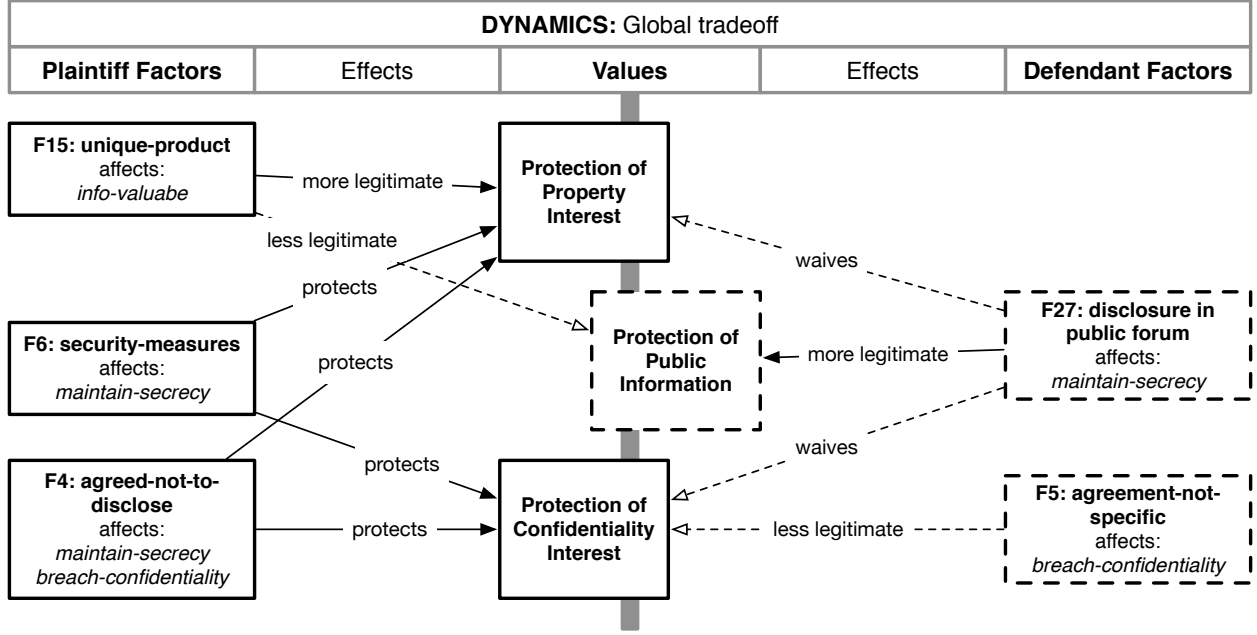 DYNAMICS: Global tradeoff
Plaintiff Factors
Effects
Values
Effects
Defendant Factors
F15: unique-product
affects:
info-valuabe
more legitimate
less legitimate
Protection of
Property
Interest
waives
protects
F6: security-measures
affects:
maintain-secrecy
protects
Protection of
Public
Information
more legitimate
F27: disclosure in
public forum
affects:
maintain-secrecy
protects
waives
F4: agreed-not-to-
disclose
affects:
maintain-secrecy
breach-confidentiality
protects
Protection of
Confidentiality
Interest
less legitimate
F5: agreement-not-
specific
affects:
breach-confidentiality